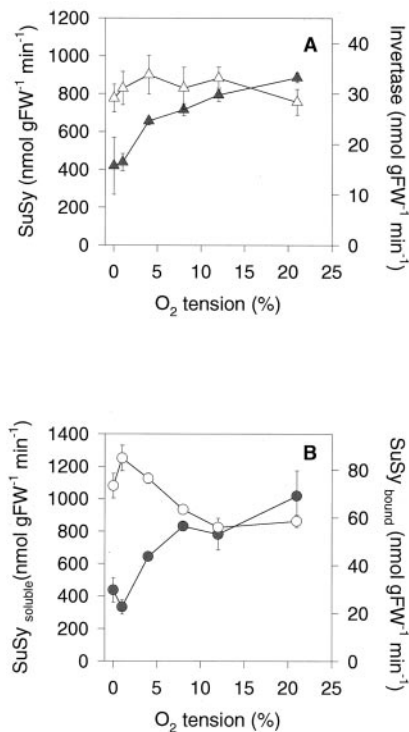 A
SuSy (nmol gFW⁻¹ min⁻¹)
1200
1000
800
600
400
200
0
Invertase (nmol gFW⁻¹ min⁻¹)
40
30
20
10
0
0 5 10 15 20 25
O₂ tension (%)
B
SuSy soluble(nmol gFW⁻¹ min⁻¹)
1400
1200
1000
800
600
400
200
0
SuSy bound (nmol gFW⁻¹ min⁻¹)
80
60
40
20
0
0 5 10 15 20 25
O₂ tension (%)